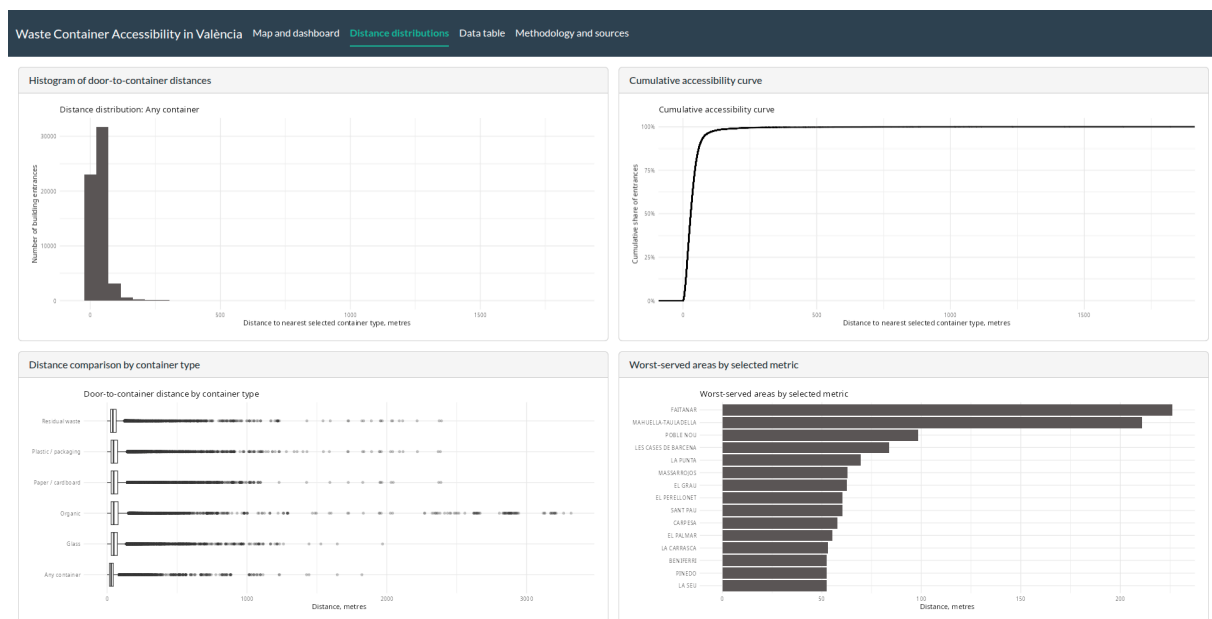 Waste Container Accessibility in València Map and dashboard Distance distributions Data table Methodology and sources
Histogram of door-to-container distances
Distance distribution: Any container
Number of building entrances
30000
20000
10000
0
0 500 1000 1500
Distance to nearest selected container type, metres
Cumulative accessibility curve
Cumulative accessibility curve
Cumulative share of entrances
100%
75%
50%
25%
0%
0 500 1000 1500
Distance to nearest selected container type, metres
Distance comparison by container type
Door-to-container distance by container type
Residual waste
Plastic / packaging
Paper / cardboard
Organic
Glass
Any container
0 1000 2000 3000
Distance, metres
Worst-served areas by selected metric
Worst-served areas by selected metric
FAITANAR
MAHUELLA-TAULADELLA
POBLE NOU
LES CASES DE BARCENA
LA PUNTA
MASSARROJOS
EL GRAU
EL PERELLONET
SANT PAU
CARPESA
EL PALMAR
LA CARRASCA
BENIFERRI
PINEDO
LA SEU
0 50 100 150 200
Distance, metres